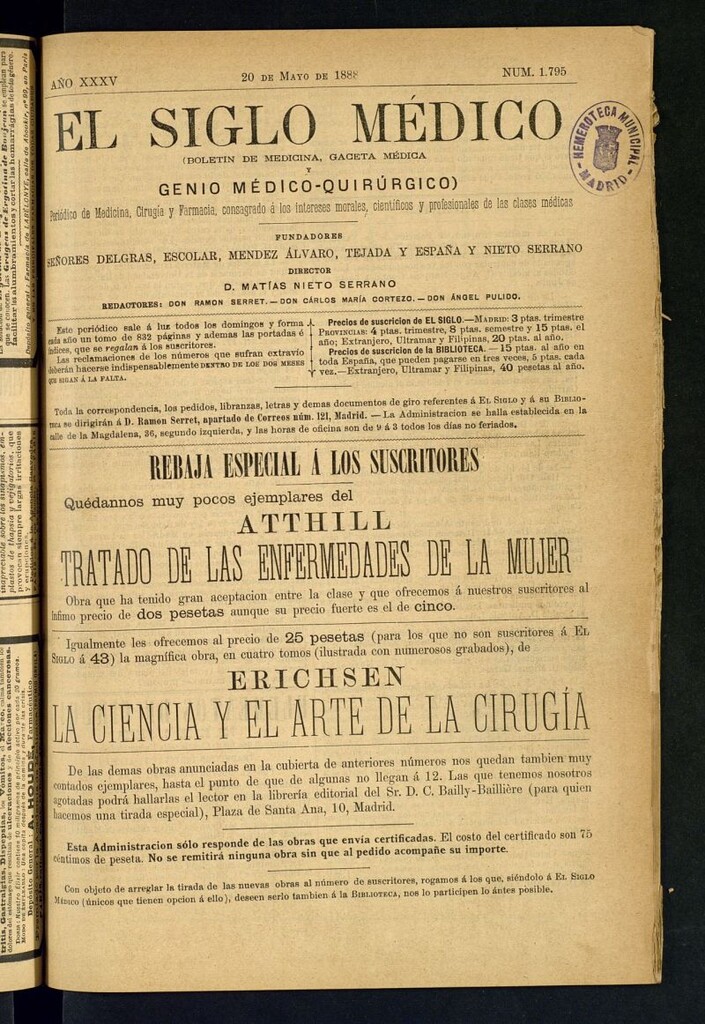 AÑO XXXV
20 DE MAYO DE 1888
NUM. 1.795
EL SIGLO MÉDICO
(BOLETIN DE MEDICINA, GACETA MÉDICA
Y
GENIO MÉDICO-QUIRÚRGICO)
Periódico de Medicina, Cirugía y Farmacia, consagrado á los intereses morales, científicos y profesionales de las clases médicas
HEMEROTECA MUNICIPAL
- MADRID -
FUNDADORES
SEÑORES DELGRAS, ESCOLAR, MENDEZ ÁLVARO, TEJADA Y ESPAÑA Y NIETO SERRANO
DIRECTOR
D. MATÍAS NIETO SERRANO
REDACTORES: DON RAMON SERRET.—DON CÁRLOS MARÍA CORTEZO.—DON ÁNGEL PULIDO.
Este periódico sale á luz todos los domingos y forma
cada año un tomo de 832 páginas y ademas las portadas é
índices, que se regalan á los suscritores.
Las reclamaciones de los números que sufran extravío
deberán hacerse indispensablemente DENTRO DE LOS DOS MESES
QUE SIGAN Á LA FALTA.
Precios de suscricion de EL SIGLO.—MADRID: 3 ptas. trimestre
PROVINCIAS: 4 ptas. trimestre, 8 ptas. semestre y 15 ptas. el
año; Extranjero, Ultramar y Filipinas, 20 ptas. al año.
Precios de suscricion de la BIBLIOTECA. — 15 ptas. al año en
toda España, que pueden pagarse en tres veces, 5 ptas. cada
vez.—Extranjero, Ultramar y Filipinas, 40 pesetas al año.
Toda la correspondencia, los pedidos, libranzas, letras y demas documentos de giro referentes á EL SIGLO y á su BIBLIO-
TECA se dirigirán á D. Ramon Serret, apartado de Correos núm. 121, Madrid. — La Administracion se halla establecida en la
calle de la Magdalena, 36, segundo izquierda, y las horas de oficina son de 9 á 3 todos los dias no feriados.
REBAJA ESPECIAL Á LOS SUSCRITORES
Quédannos muy pocos ejemplares del
ATTHILL
TRATADO DE LAS ENFERMEDADES DE LA MUJER
Obra que ha tenido gran aceptacion entre la clase y que ofrecemos á nuestros suscritores al
ínfimo precio de dos pesetas aunque su precio fuerte es el de cinco.
Igualmente les ofrecemos al precio de 25 pesetas (para los que no son suscritores á EL
SIGLO á 43) la magnífica obra, en cuatro tomos (ilustrada con numerosos grabados), de
ERICHSEN
LA CIENCIA Y EL ARTE DE LA CIRUGÍA
De las demas obras anunciadas en la cubierta de anteriores números nos quedan tambien muy
contados ejemplares, hasta el punto de que de algunas no llegan á 12. Las que tenemos nosotros
agotadas podrá hallarlas el lector en la librería editorial del Sr. D. C. Bailly-Baillière (para quien
hacemos una tirada especial), Plaza de Santa Ana, 10, Madrid.
Esta Administracion sólo responde de las obras que envía certificadas. El costo del certificado son 75
céntimos de peseta. No se remitirá ninguna obra sin que al pedido acompañe su importe.
Con objeto de arreglar la tirada de las nuevas obras al número de suscritores, rogamos á los que, siéndolo á EL SIGLO
MÉDICO (únicos que tienen opcion á ello), deseen serlo tambien á la BIBLIOTECA, nos lo participen lo ántes posible.